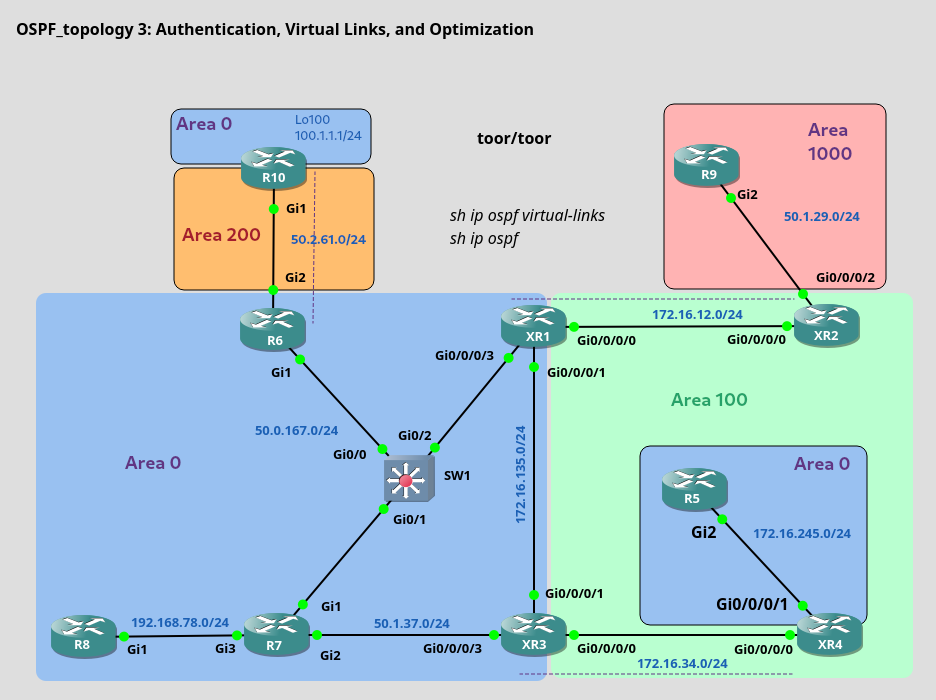 OSPF_topology 3: Authentication, Virtual Links, and Optimization
Area 0
Lo100
100.1.1.1/24
R10
Gi1
Area 200
50.2.61.0/24
Gi2
R6
Gi1
toor/toor
sh ip ospf virtual-links
sh ip ospf
Area
1000
R9
Gi2
50.1.29.0/24
Gi0/0/0/2
XR1
Gi0/0/0/0
172.16.12.0/24
Gi0/0/0/0
XR2
Gi0/0/0/3
Gi0/0/0/1
Area 100
50.0.167.0/24
Gi0/0
Gi0/2
SW1
Gi0/1
Area 0
172.16.135.0/24
Area 0
R5
Gi2
172.16.245.0/24
Gi0/0/0/1
Gi0/0/0/1
R8
Gi1
192.168.78.0/24
Gi3
R7
Gi1
Gi2
50.1.37.0/24
Gi0/0/0/3
XR3
Gi0/0/0/0
172.16.34.0/24
Gi0/0/0/0
XR4